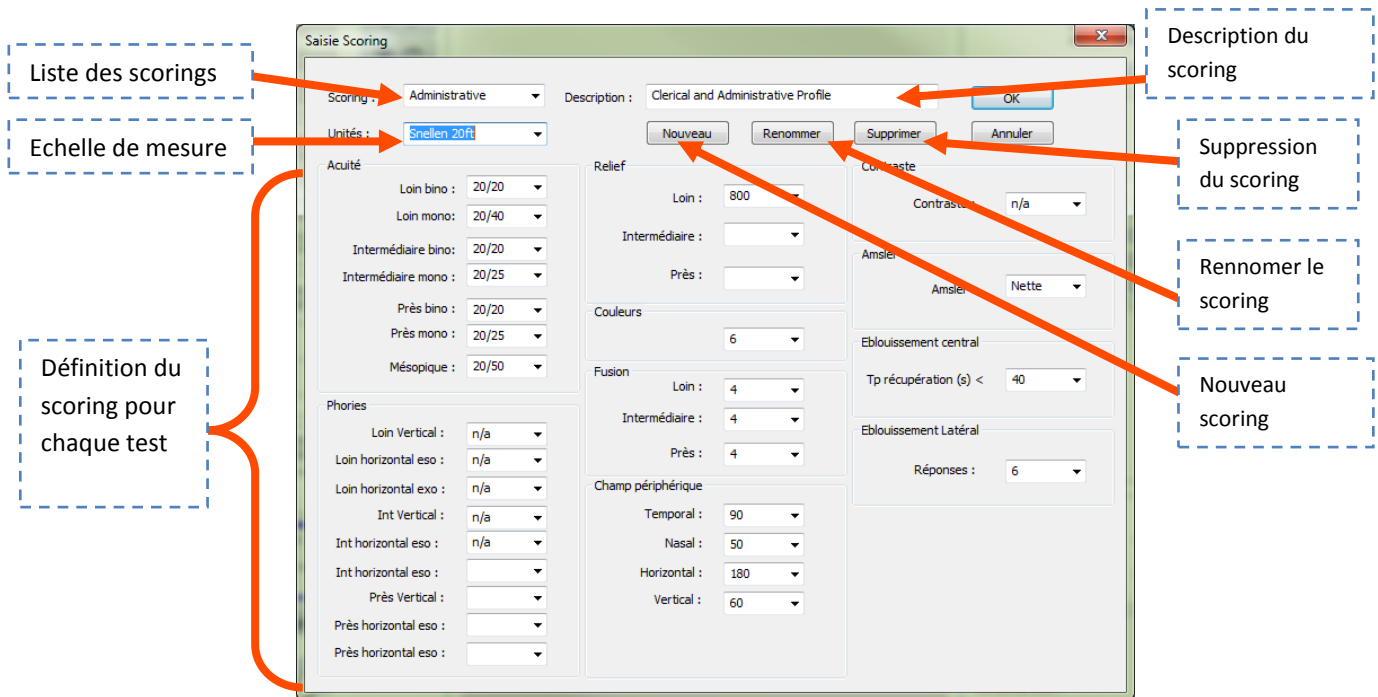 Saisie Scoring
Description du
scoring
Liste des scorings
Scoring :
Administrative
Description :
Clerical and Administrative Profile
OK
Echelle de mesure
Unités :
Snellen 20ft
Nouveau
Renommer
Supprimer
Annuler
Suppression
du scoring
Acuité
Loin bino :
20/20
Loin mono:
20/40
Intermédiaire bino:
20/20
Intermédiaire mono :
20/25
Près bino :
20/20
Près mono :
20/25
Mésopique :
20/50
Phories
Loin Vertical :
n/a
Loin horizontal eso :
n/a
Loin horizontal exo :
n/a
Int Vertical :
n/a
Int horizontal eso :
n/a
Int horizontal eso :
Près Vertical :
Près horizontal eso :
Près horizontal eso :
Relief
Loin :
800
Intermédiaire :
Près :
Couleurs
6
Fusion
Loin :
4
Intermédiaire :
4
Près :
4
Champ périphérique
Temporal :
90
Nasal :
50
Horizontal :
180
Vertical :
60
Contraste
Contraste :
n/a
Amsler
Amsler
Nette
Eblouissement central
Tp récupération (s) <
40
Eblouissement Latéral
Réponses :
6
Définition du
scoring pour
chaque test
Rennomer le
scoring
Nouveau
scoring